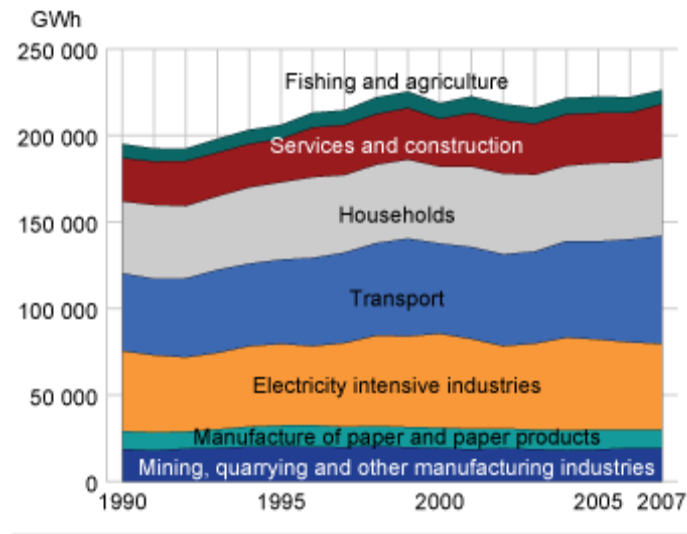 GWh
250 000
Fishing and agriculture
200 000
Services and construction
150 000
Households
100 000
Transport
50 000
Electricity intensive industries
Manufacture of paper and paper products
Mining, quarrying and other manufacturing industries
0
1990 1995 2000 2005 2007